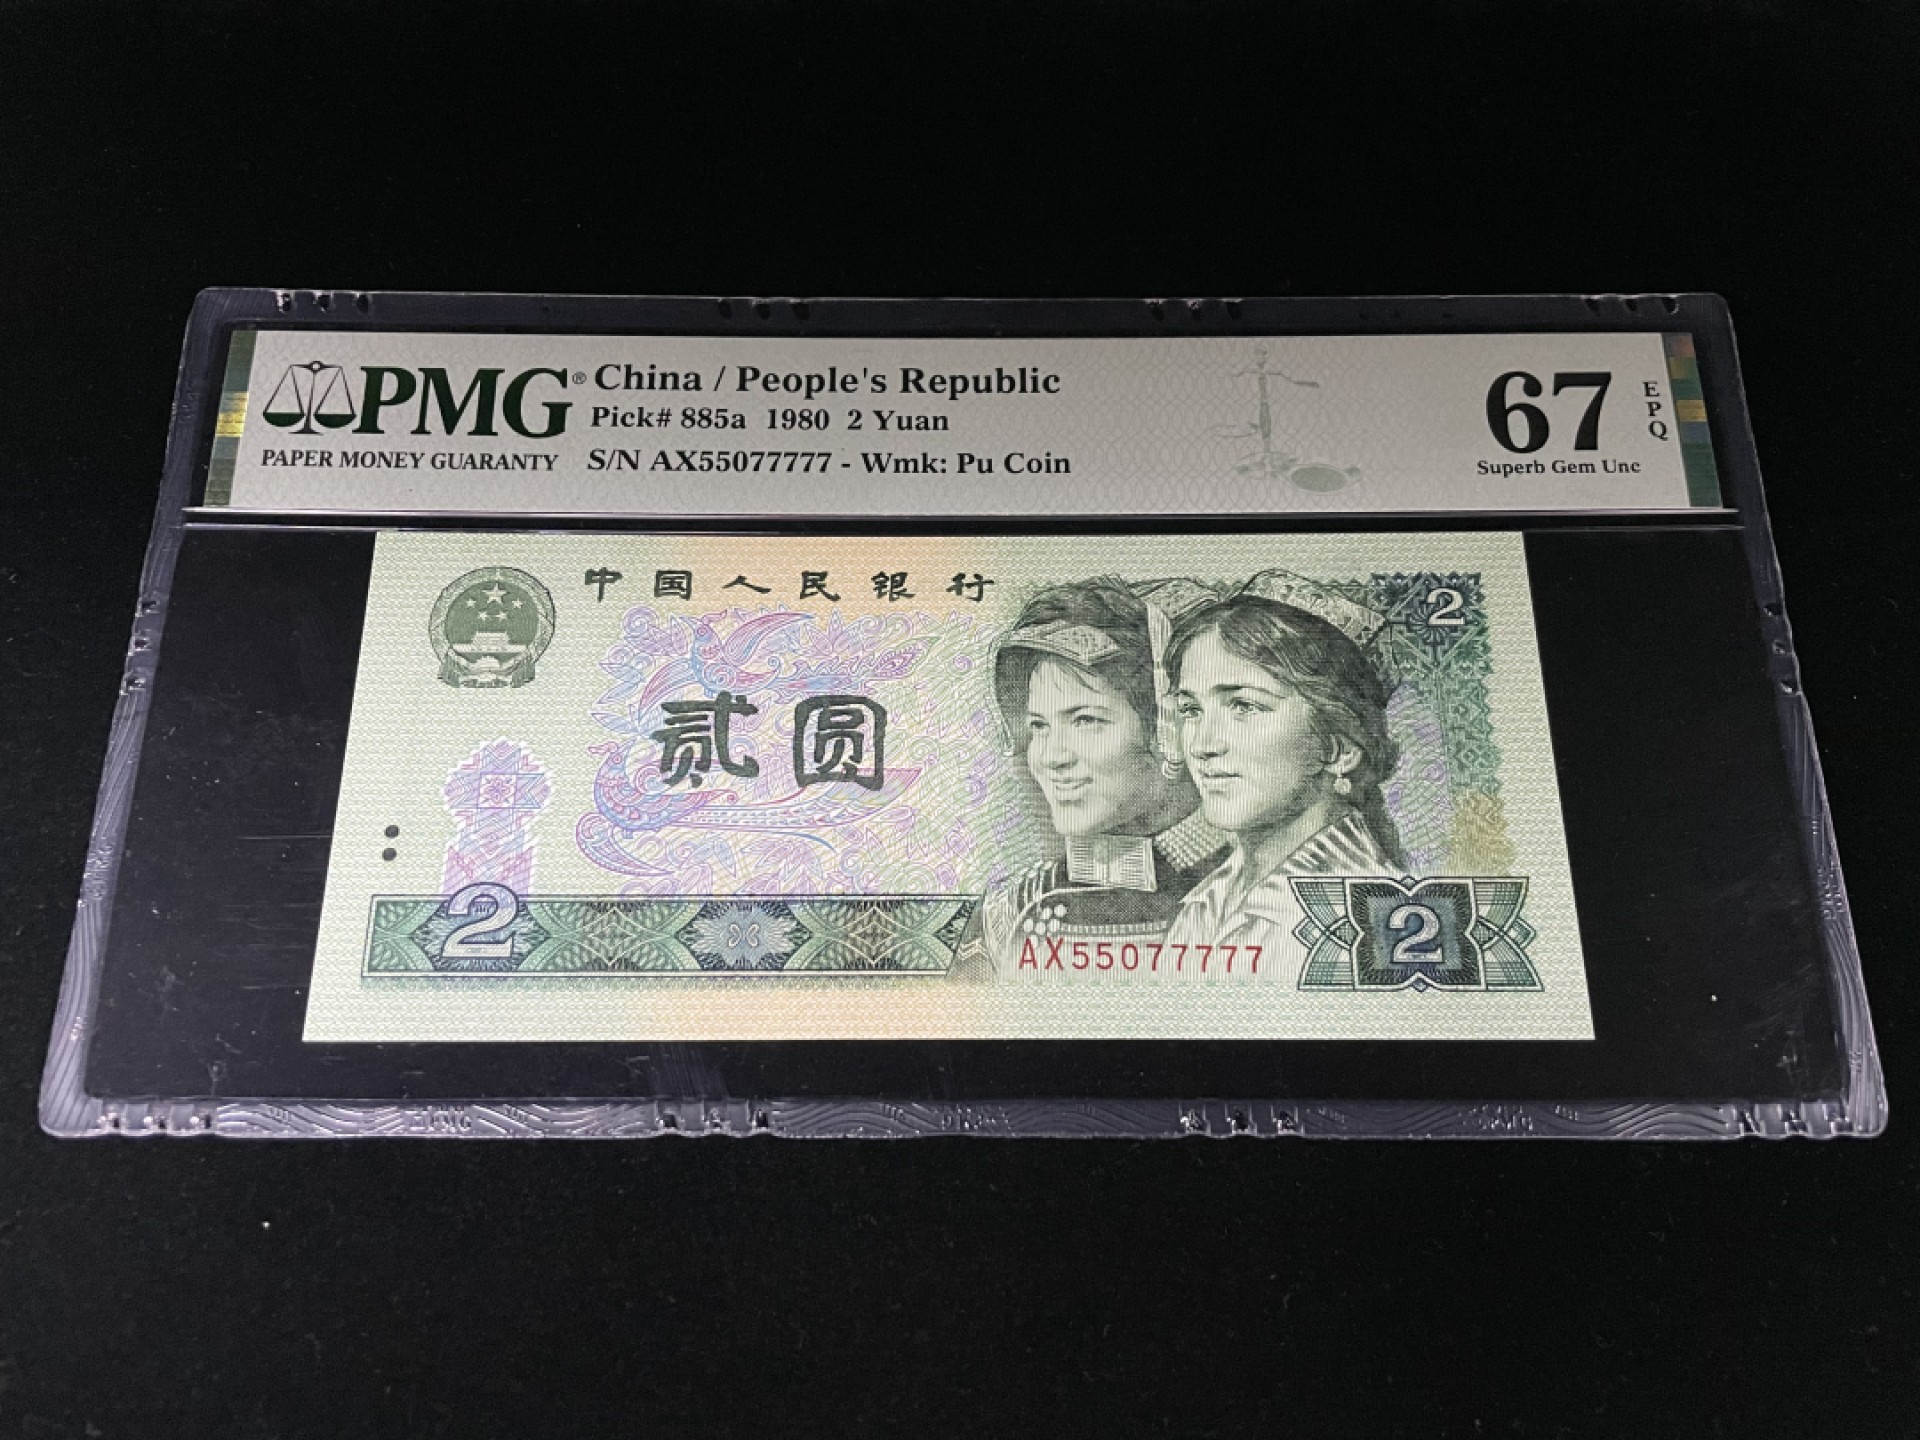 PMG® China / People's Republic
Pick# 885a 1980 2 Yuan
PAPER MONEY GUARANTY S/N AX55077777 - Wmk: Pu Coin
67 EPQ
Superb Gem Unc
中国人民银行
2
贰圆
2
AX55077777
2
PMG